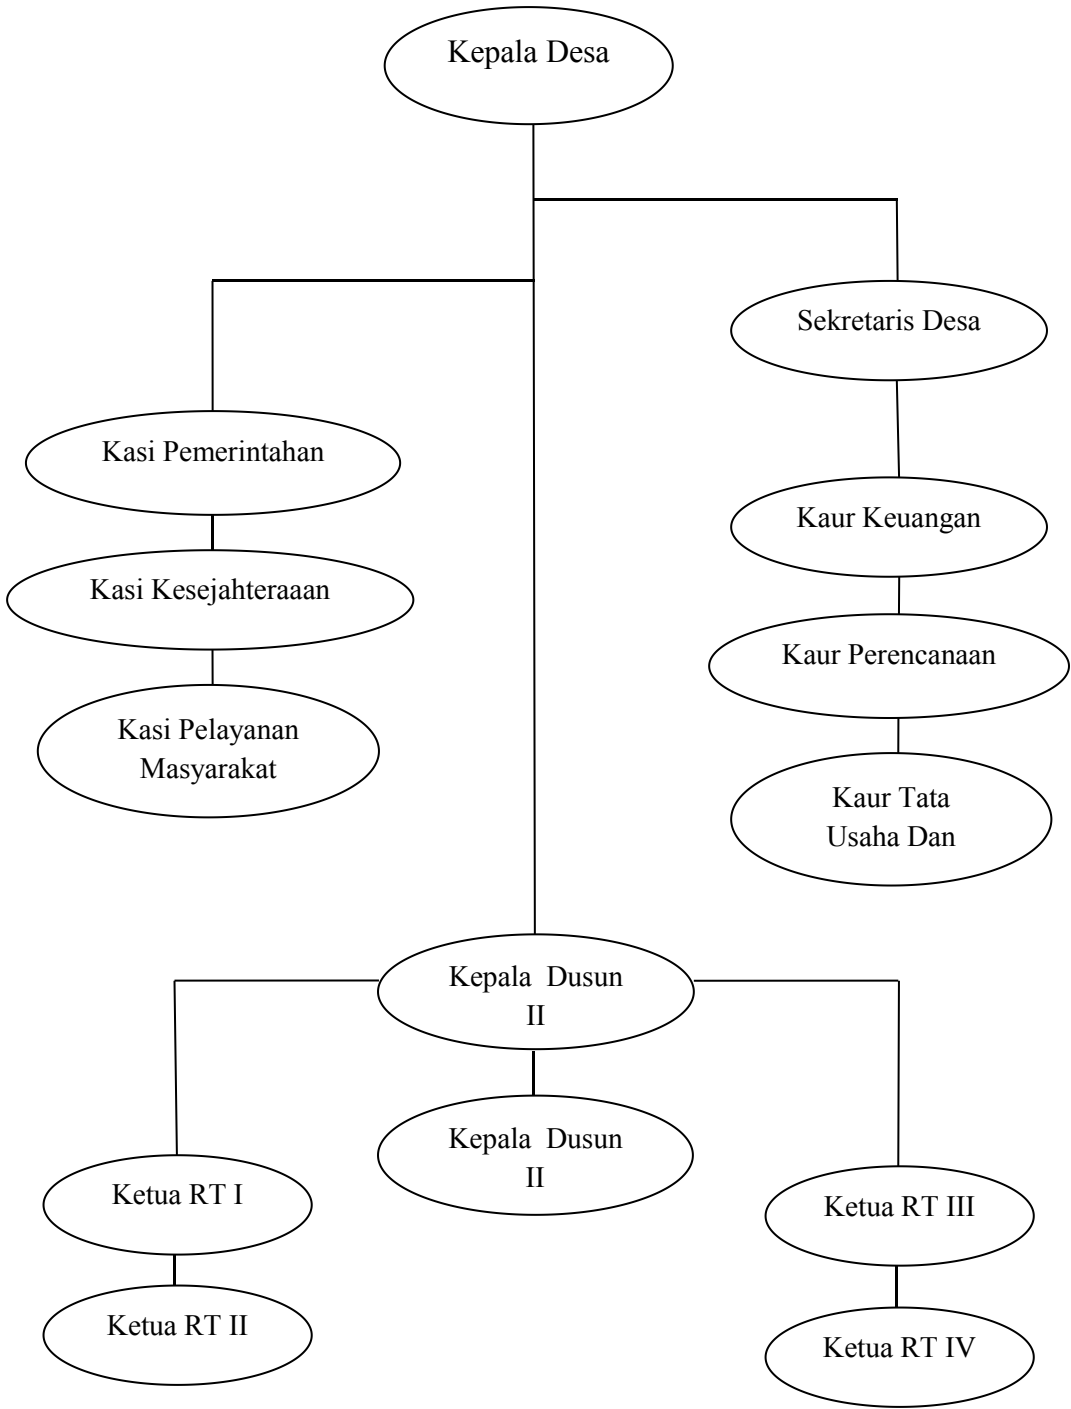 Kepala Desa
Sekretaris Desa
Kasi Pemerintahan
Kaur Keuangan
Kasi Kesejahteraaan
Kaur Perencanaan
Kasi Pelayanan
Masyarakat
Kaur Tata
Usaha Dan
Kepala Dusun
II
Kepala Dusun
II
Ketua RT I
Ketua RT III
Ketua RT II
Ketua RT IV